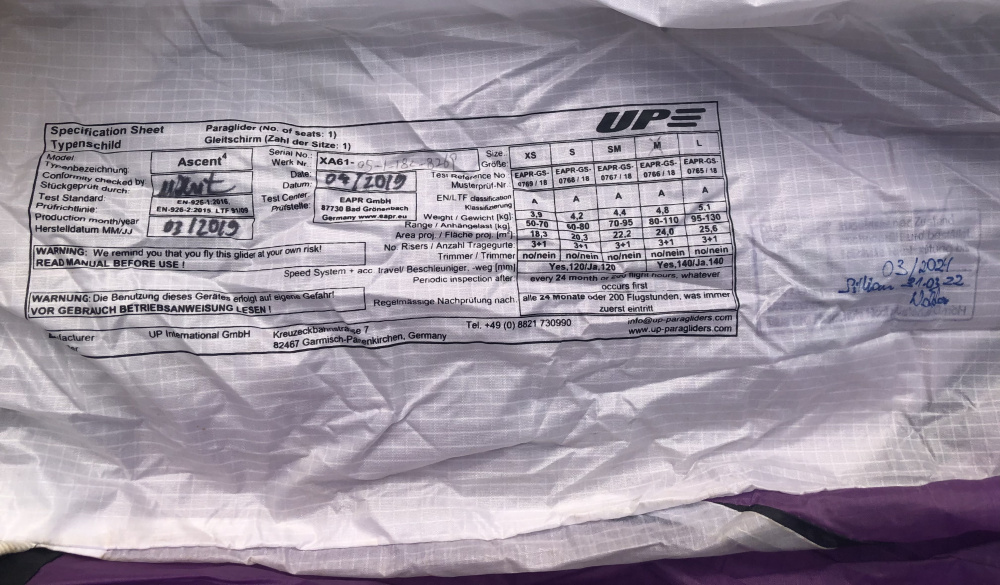 Specification Sheet
Typenschild
Paraglider (No. of seats: 1)
Gleitschirm (Zahl der Sitze: 1)
UP
Model
Typenbezeichnung
Ascent⁴
Conformity checked by
Stückgeprüft durch:
Test Standard
Prüfrichtlinie:
EN-926-1:2016,
EN-926-2:2016, LTF 91/09
Production month/year
Herstelldatum MM/JJ
03/2019
Serial No
Werk Nr.
XA61-
Date:
Datum:
04/2019
Test Center
Prüfstelle:
EAPR GmbH
87730 Bad Grönenbach
Germany www.eapr.eu
Size
Größe:
XS S SM M L
Test Reference No
Musterprüf-Nr
EAPR-GS-0769 / 18 EAPR-GS-0768 / 18 EAPR-GS-0767 / 18 EAPR-GS-0766 / 18 EAPR-GS-0765 / 18
EN/LTF classification
Klassifizierung
A A A A A
Weight / Gewicht [kg]: 3,9 4,2 4,4 4,8 5,1
Range / Anhängelast [kg] 50-70 60-80 70-95 80-110 95-130
Area proj. / Fläche proj. [m²] 18,3 20,3 22,2 24,0 25,6
No. Risers / Anzahl Tragegurte: 3+1 3+1 3+1 3+1 3+1
Trimmer / Trimmer no/nein no/nein no/nein no/nein no/nein
Speed System + acc. travel/ Beschleuniger, -weg [mm] Yes,120/Ja,120 Yes,140/Ja,140
Periodic inspection after every 24 month or flight hours, whatever
occurs first
Regelmässige Nachprüfung nach. alle 24 Monate oder 200 Flugstunden, was immer
zuerst eintritt
WARNING: We remind you that you fly this glider at your own risk!
READ MANUAL BEFORE USE !
WARNUNG: Die Benutzung dieses Gerätes erfolgt auf eigene Gefahr!
VOR GEBRAUCH BETRIEBSANWEISUNG LESEN !
UP International GmbH
Kreuzeckbahnstrasse 7
82467 Garmisch-Partenkirchen, Germany
Tel. +49 (0) 8821 730990
info@up-paragliders.com
www.up-paragliders.com
03/2021